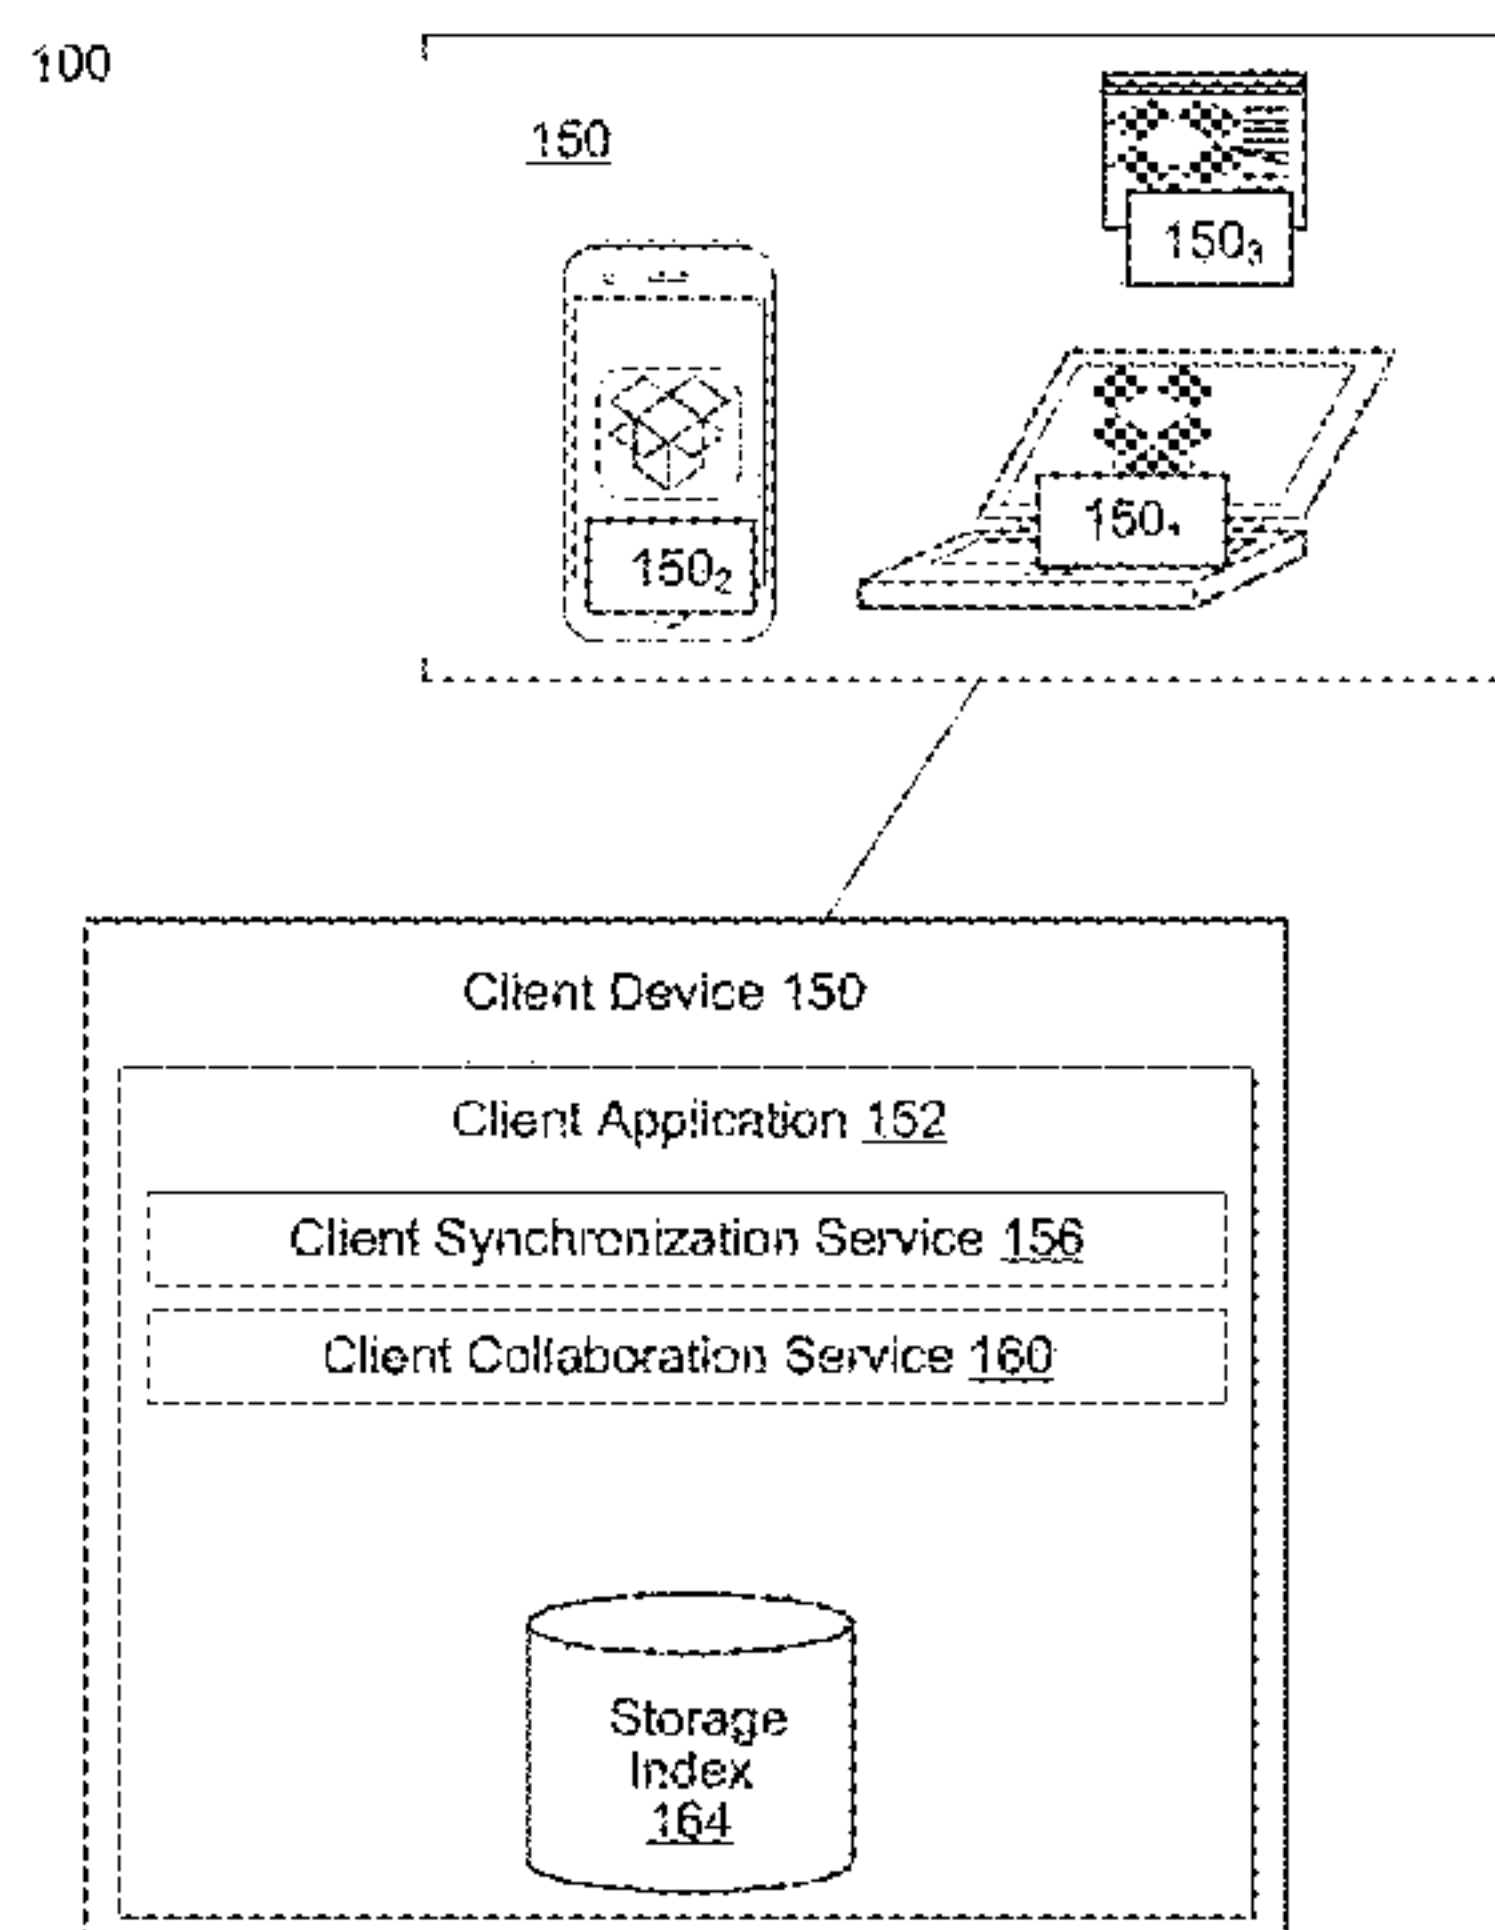 100
150
150₃
150₁
150₂
Client Device 150
Client Application 152
Client Synchronization Service 156
Client Collaboration Service 160
Storage
Index
164